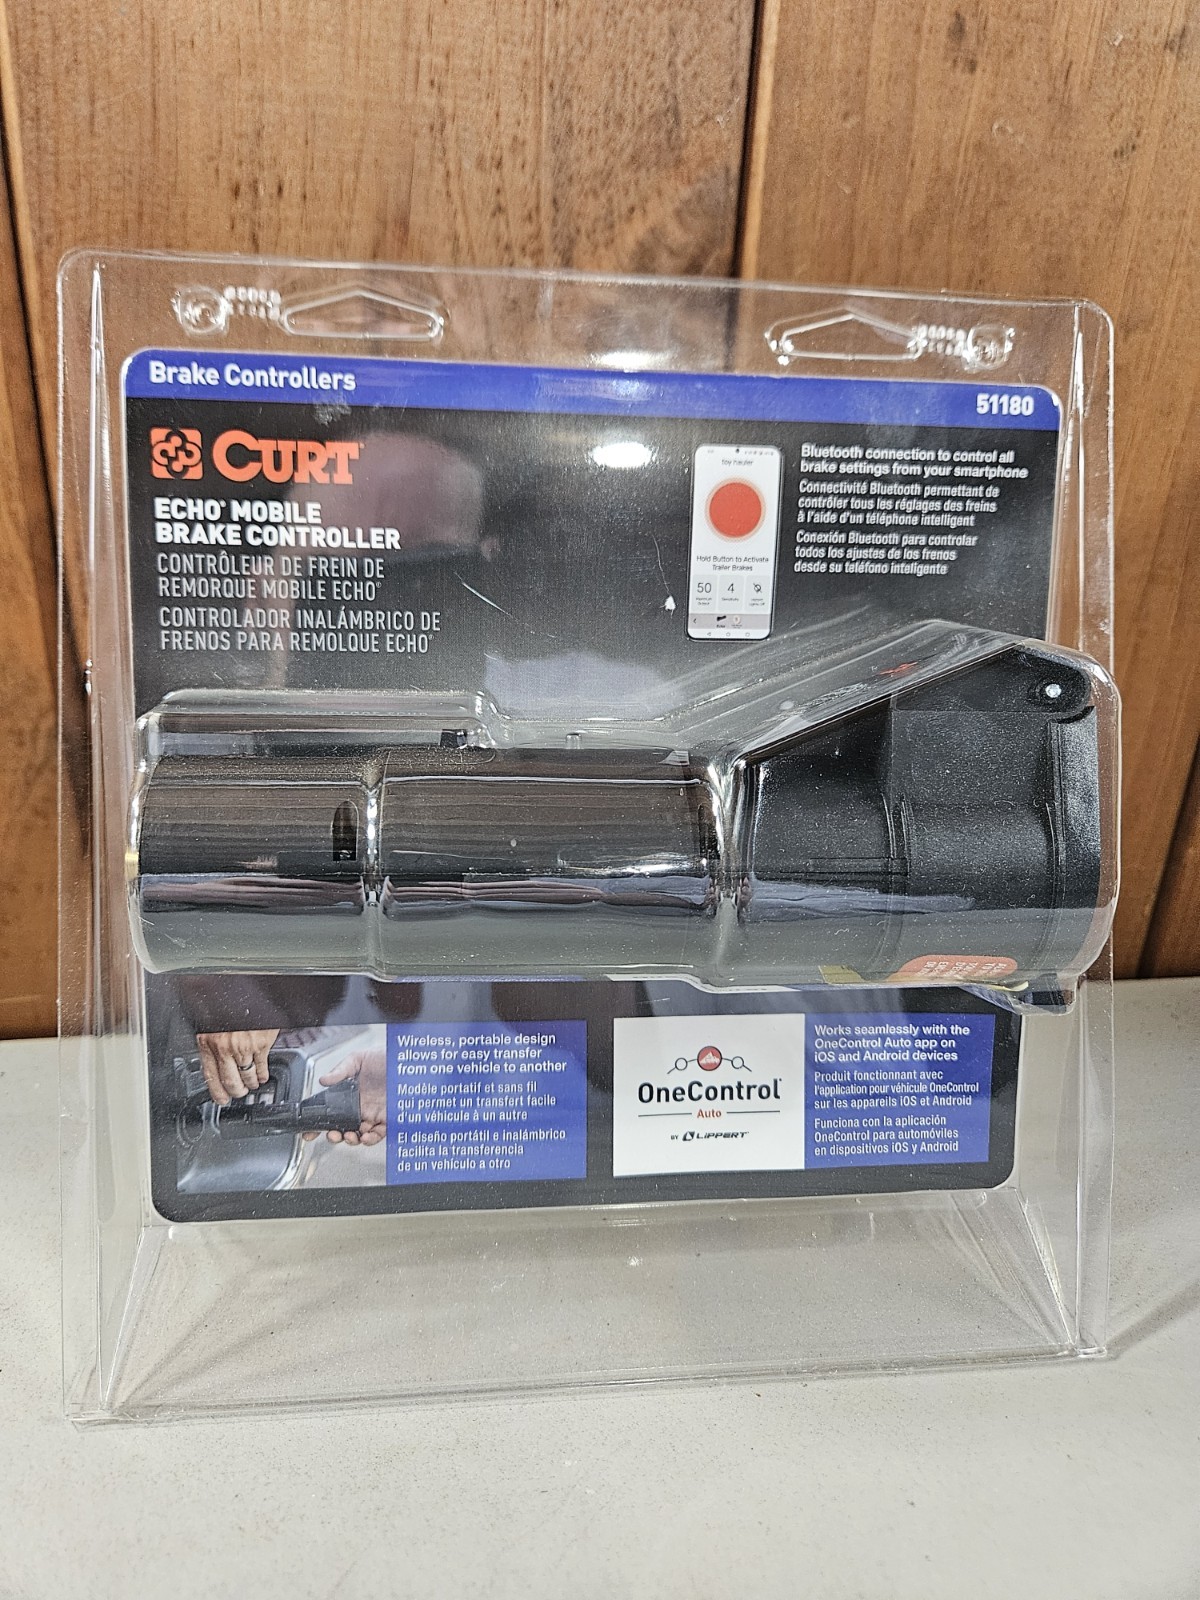 Brake Controllers
51180
CURT
ECHO® MOBILE
BRAKE CONTROLLER
CONTRÔLEUR DE FREIN DE
REMORQUE MOBILE ECHO®
CONTROLADOR INALÁMBRICO DE
FRENOS PARA REMOLQUE ECHO®
Toy hauler
Hold Button to Activate
Trailer Brakes
50
4
Bluetooth connection to control all
brake settings from your smartphone
Connectivité Bluetooth permettant de
contrôler tous les réglages des freins
à l'aide d'un téléphone intelligent
Conexión Bluetooth para controlar
todos los ajustes de los frenos
desde su teléfono inteligente
Wireless, portable design
allows for easy transfer
from one vehicle to another
Modèle portatif et sans fil
qui permet un transfert facile
d'un véhicule à un autre
El diseño portátil e inalámbrico
facilita la transferencia
de un vehículo a otro
OneControl®
Auto
BY LIPPERT
Works seamlessly with the
OneControl Auto app on
iOS and Android devices
Produit fonctionnant avec
l'application pour véhicule OneControl
sur les appareils iOS et Android
Funciona con la aplicación
OneControl para automóviles
en dispositivos iOS y Android